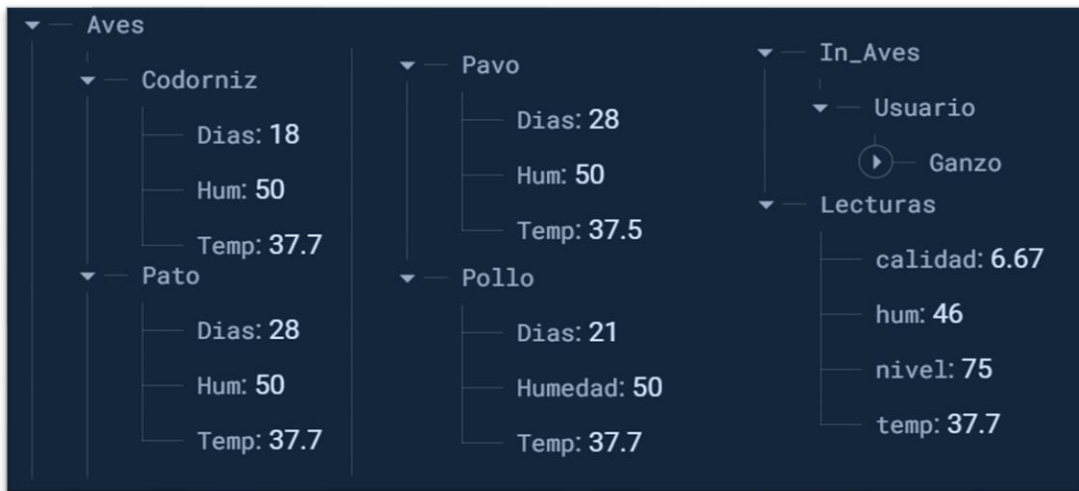 Aves
Codorniz
Dias: 18
Hum: 50
Temp: 37.7
Pato
Dias: 28
Hum: 50
Temp: 37.7
Pavo
Dias: 28
Hum: 50
Temp: 37.5
Pollo
Dias: 21
Humedad: 50
Temp: 37.7
In_Aves
Usuario
Ganzo
Lecturas
calidad: 6.67
hum: 46
nivel: 75
temp: 37.7